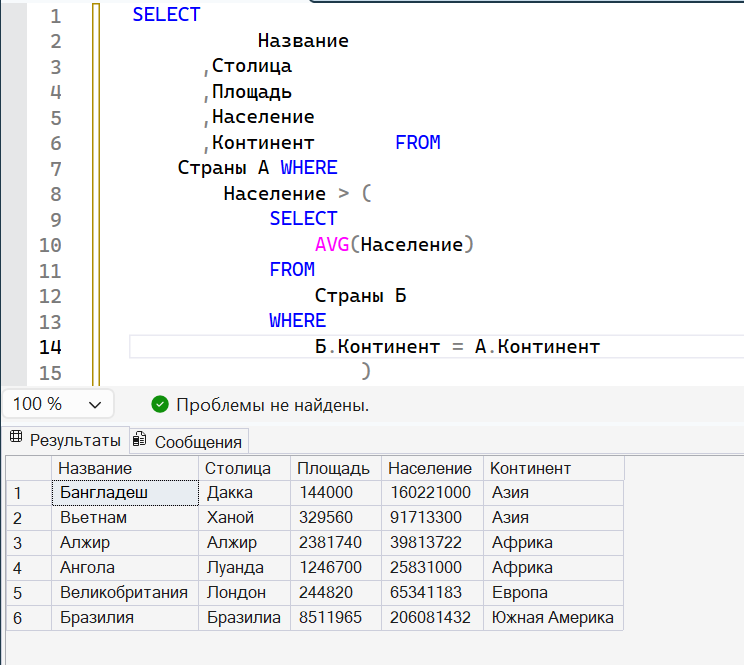 1 SELECT
2 Название
3 ,Столица
4 ,Площадь
5 ,Население
6 ,Континент FROM
7 Страны А WHERE
8 Население > (
9 SELECT
10 AVG(Население)
11 FROM
12 Страны Б
13 WHERE
14 Б.Континент = А.Континент
15 )
100 % Проблемы не найдены.
Результаты Сообщения
Название Столица Площадь Население Континент
1 Бангладеш Дакка 144000 160221000 Азия
2 Вьетнам Ханой 329560 91713300 Азия
3 Алжир Алжир 2381740 39813722 Африка
4 Ангола Луанда 1246700 25831000 Африка
5 Великобритания Лондон 244820 65341183 Европа
6 Бразилия Бразилиа 8511965 206081432 Южная Америка